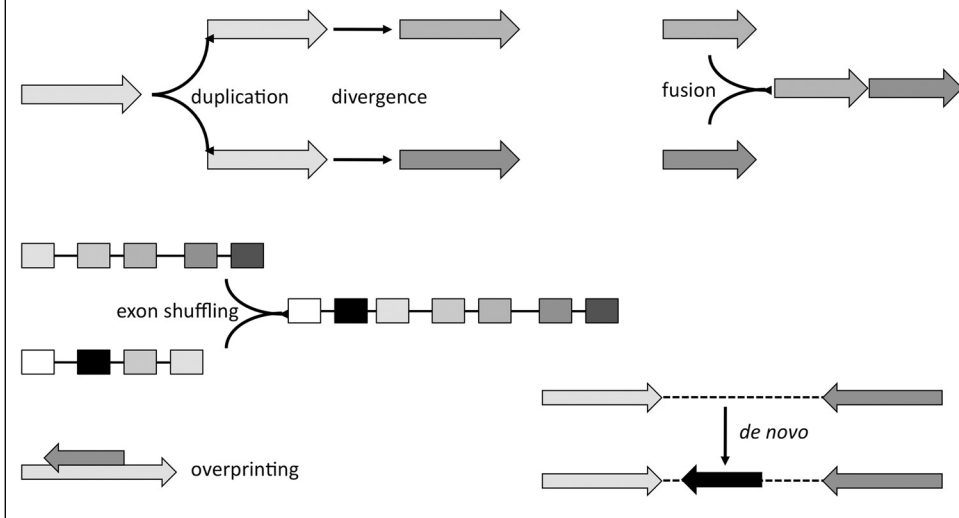 duplication
divergence
fusion
exon shuffling
de novo
overprinting